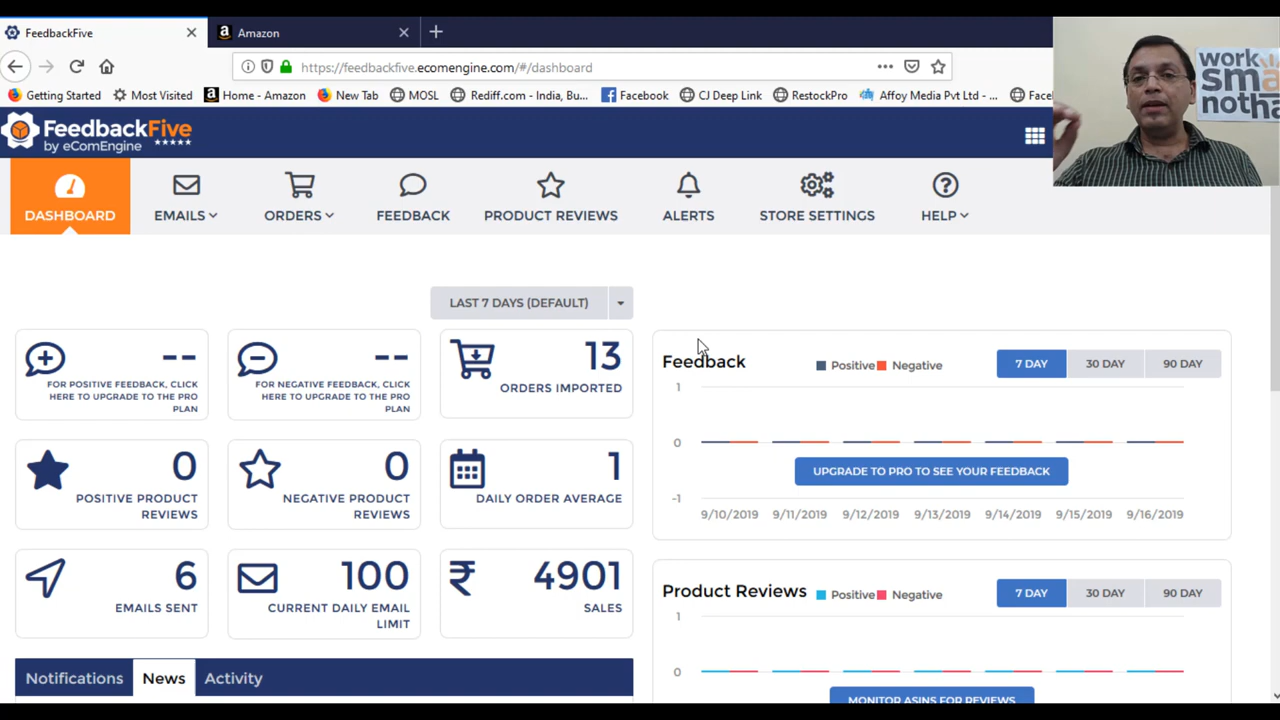 FeedbackFive
Amazon
https://feedbackfive.ecomengine.com/#/dashboard
Getting Started Most Visited Home - Amazon New Tab MOSL Rediff.com - India, Bu... Facebook CJ Deep Link RestockPro Affoy Media Pvt Ltd - ...
FeedbackFive
by eComEngine
work
sma
notha
DASHBOARD
EMAILS
ORDERS
FEEDBACK
PRODUCT REVIEWS
ALERTS
STORE SETTINGS
HELP
LAST 7 DAYS (DEFAULT)
--
FOR POSITIVE FEEDBACK, CLICK
HERE TO UPGRADE TO THE PRO
PLAN
--
FOR NEGATIVE FEEDBACK, CLICK
HERE TO UPGRADE TO THE PRO
PLAN
13
ORDERS IMPORTED
0
POSITIVE PRODUCT
REVIEWS
0
NEGATIVE PRODUCT
REVIEWS
1
DAILY ORDER AVERAGE
6
EMAILS SENT
100
CURRENT DAILY EMAIL
LIMIT
₹ 4901
SALES
Feedback
Positive Negative
7 DAY 30 DAY 90 DAY
1
0
UPGRADE TO PRO TO SEE YOUR FEEDBACK
-1
9/10/2019 9/11/2019 9/12/2019 9/13/2019 9/14/2019 9/15/2019 9/16/2019
Product Reviews
Positive Negative
7 DAY 30 DAY 90 DAY
1
0
MONITOR ASINS FOR REVIEWS
Notifications News Activity